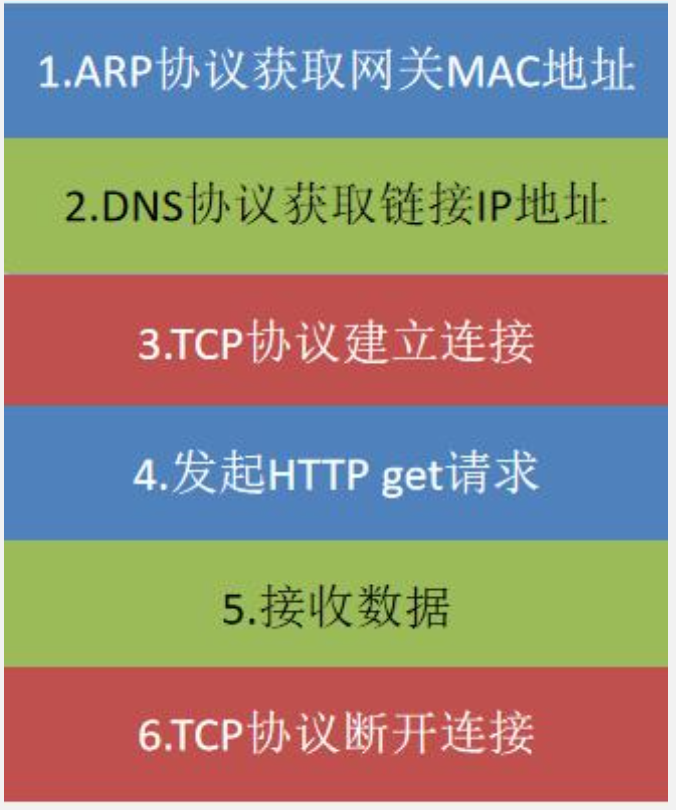 1.ARP协议获取网关MAC地址
2.DNS协议获取链接IP地址
3.TCP协议建立连接
4.发起HTTP get请求
5.接收数据
6.TCP协议断开连接